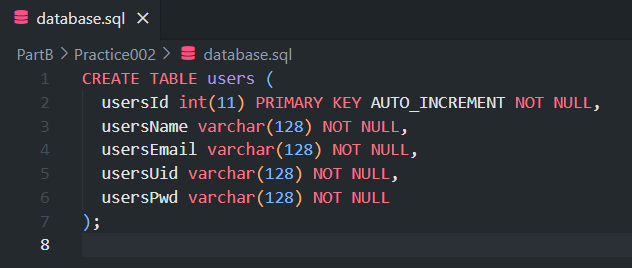 database.sql
PartB > Practice002 > database.sql
1 CREATE TABLE users (
2   usersId int(11) PRIMARY KEY AUTO_INCREMENT NOT NULL,
3   usersName varchar(128) NOT NULL,
4   usersEmail varchar(128) NOT NULL,
5   usersUid varchar(128) NOT NULL,
6   usersPwd varchar(128) NOT NULL
7 );
8